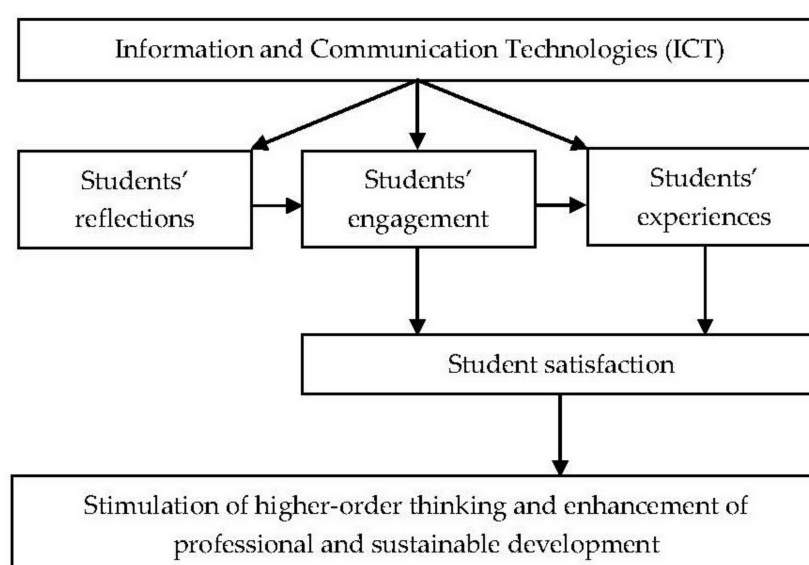 Information and Communication Technologies (ICT)
Students’
reflections
Students’
engagement
Students’
experiences
Student satisfaction
Stimulation of higher-order thinking and enhancement of
professional and sustainable development